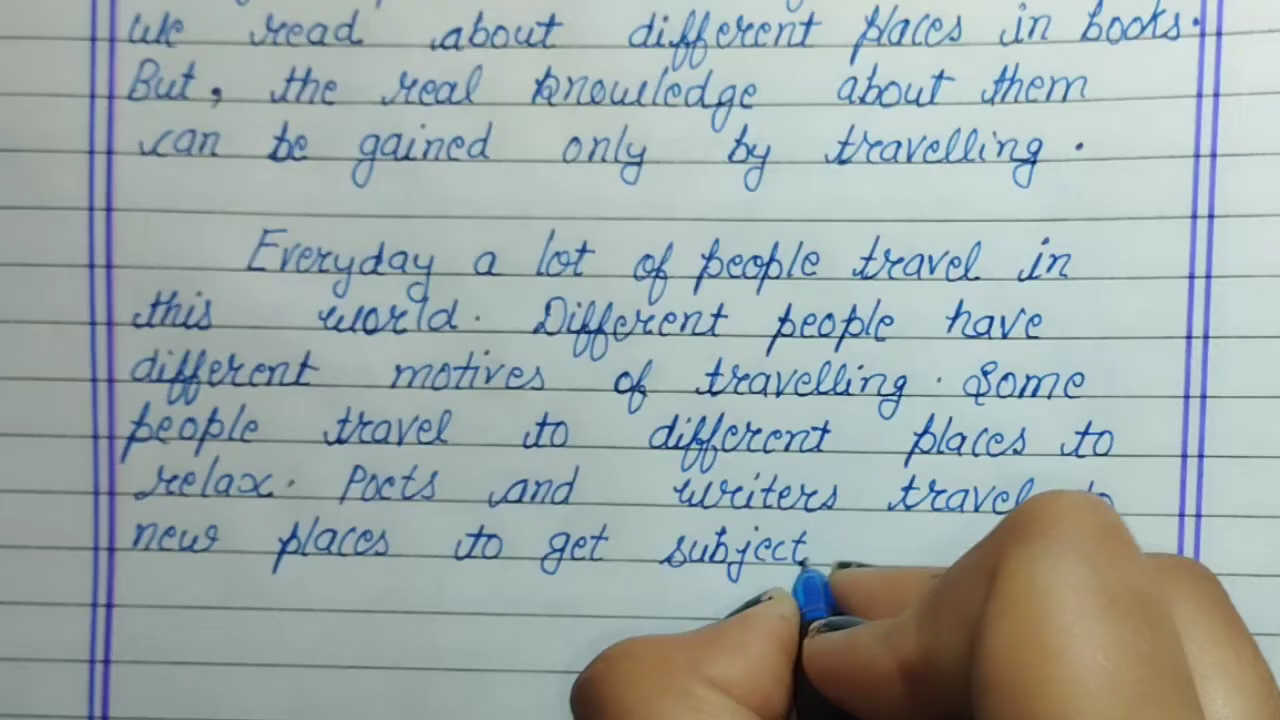 we read about different places in books.
But, the real knowledge about them
can be gained only by travelling.
Everyday a lot of people travel in
this world. Different people have
different motives of travelling. Some
people travel to different places to
relax. Poets and writers travel
new places to get subject